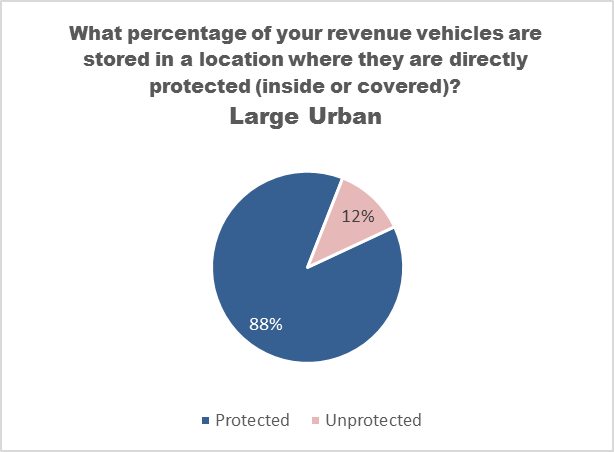 What percentage of your revenue vehicles are
stored in a location where they are directly
protected (inside or covered)?
Large Urban
12%
88%
Protected
Unprotected